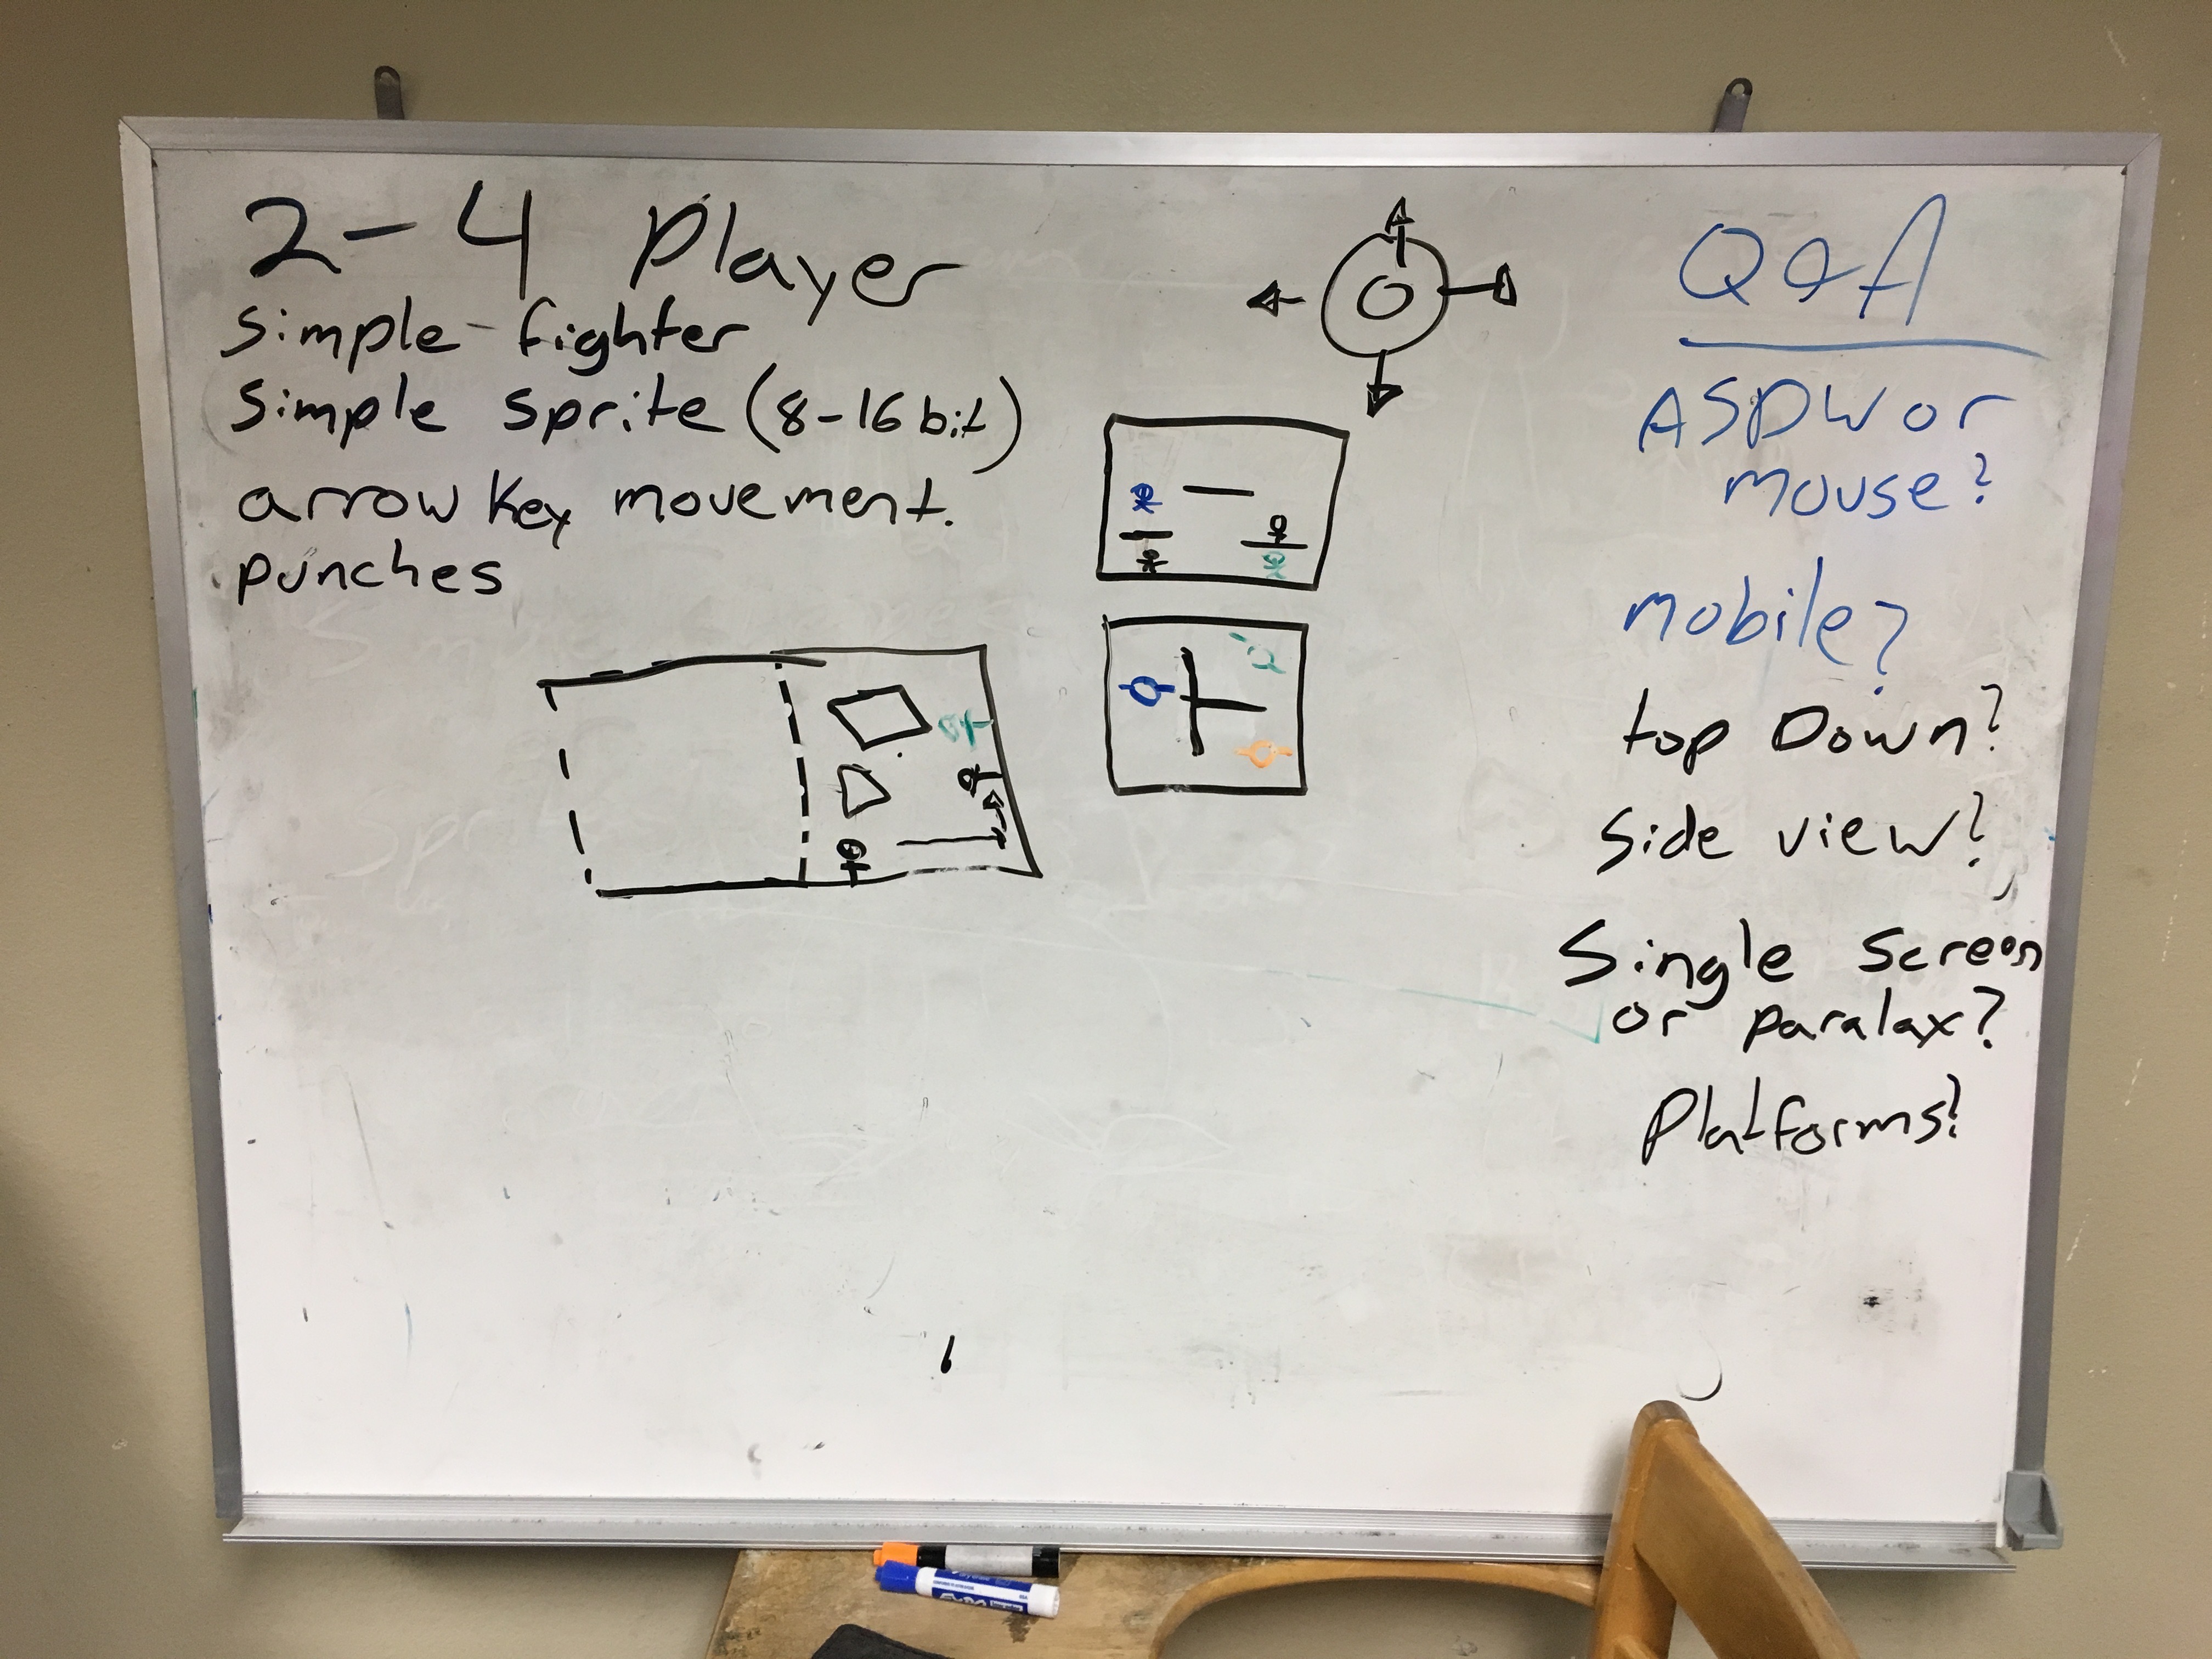 2-4 Player
Simple-fighter
Simple sprite (8-16 bit)
arrow key movement.
punches
Q & A
ASDW or
mouse?
mobile?
top Down?
Side view?
Single screen
or paralax?
Platforms?